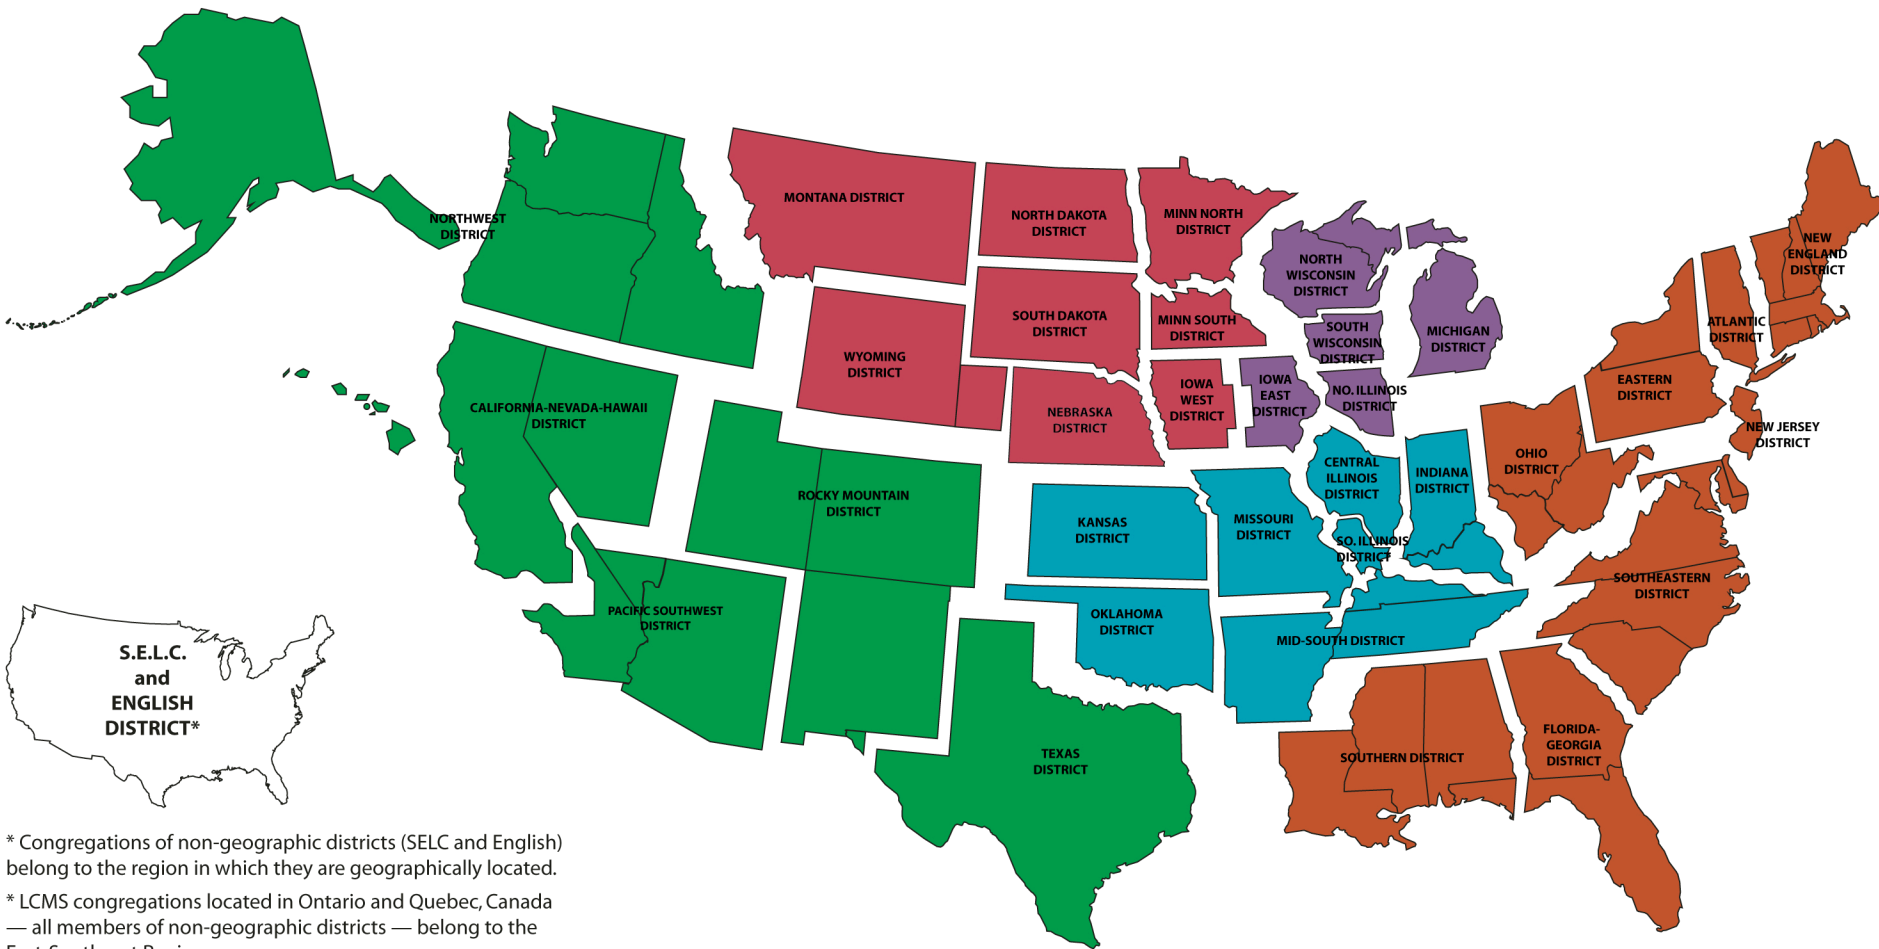 NORTHWEST
DISTRICT
MONTANA DISTRICT
NORTH DAKOTA
DISTRICT
MINN NORTH
DISTRICT
NORTH
WISCONSIN
DISTRICT
NEW
ENGLAND
DISTRICT
SOUTH DAKOTA
DISTRICT
MINN SOUTH
DISTRICT
SOUTH
WISCONSIN
DISTRICT
MICHIGAN
DISTRICT
ATLANTIC
DISTRICT
WYOMING
DISTRICT
IOWA
WEST
DISTRICT
IOWA
EAST
DISTRICT
NO. ILLINOIS
DISTRICT
EASTERN
DISTRICT
CALIFORNIA-NEVADA-HAWAII
DISTRICT
NEBRASKA
DISTRICT
NEW JERSEY
DISTRICT
OHIO
DISTRICT
CENTRAL
ILLINOIS
DISTRICT
INDIANA
DISTRICT
ROCKY MOUNTAIN
DISTRICT
KANSAS
DISTRICT
MISSOURI
DISTRICT
SO. ILLINOIS
DISTRICT
SOUTHEASTERN
DISTRICT
PACIFIC SOUTHWEST
DISTRICT
OKLAHOMA
DISTRICT
MID-SOUTH DISTRICT
TEXAS
DISTRICT
SOUTHERN DISTRICT
FLORIDA-
GEORGIA
DISTRICT
S.E.L.C.
and
ENGLISH
DISTRICT*
* Congregations of non-geographic districts (SELC and English)
belong to the region in which they are geographically located.
* LCMS congregations located in Ontario and Quebec, Canada
— all members of non-geographic districts — belong to the